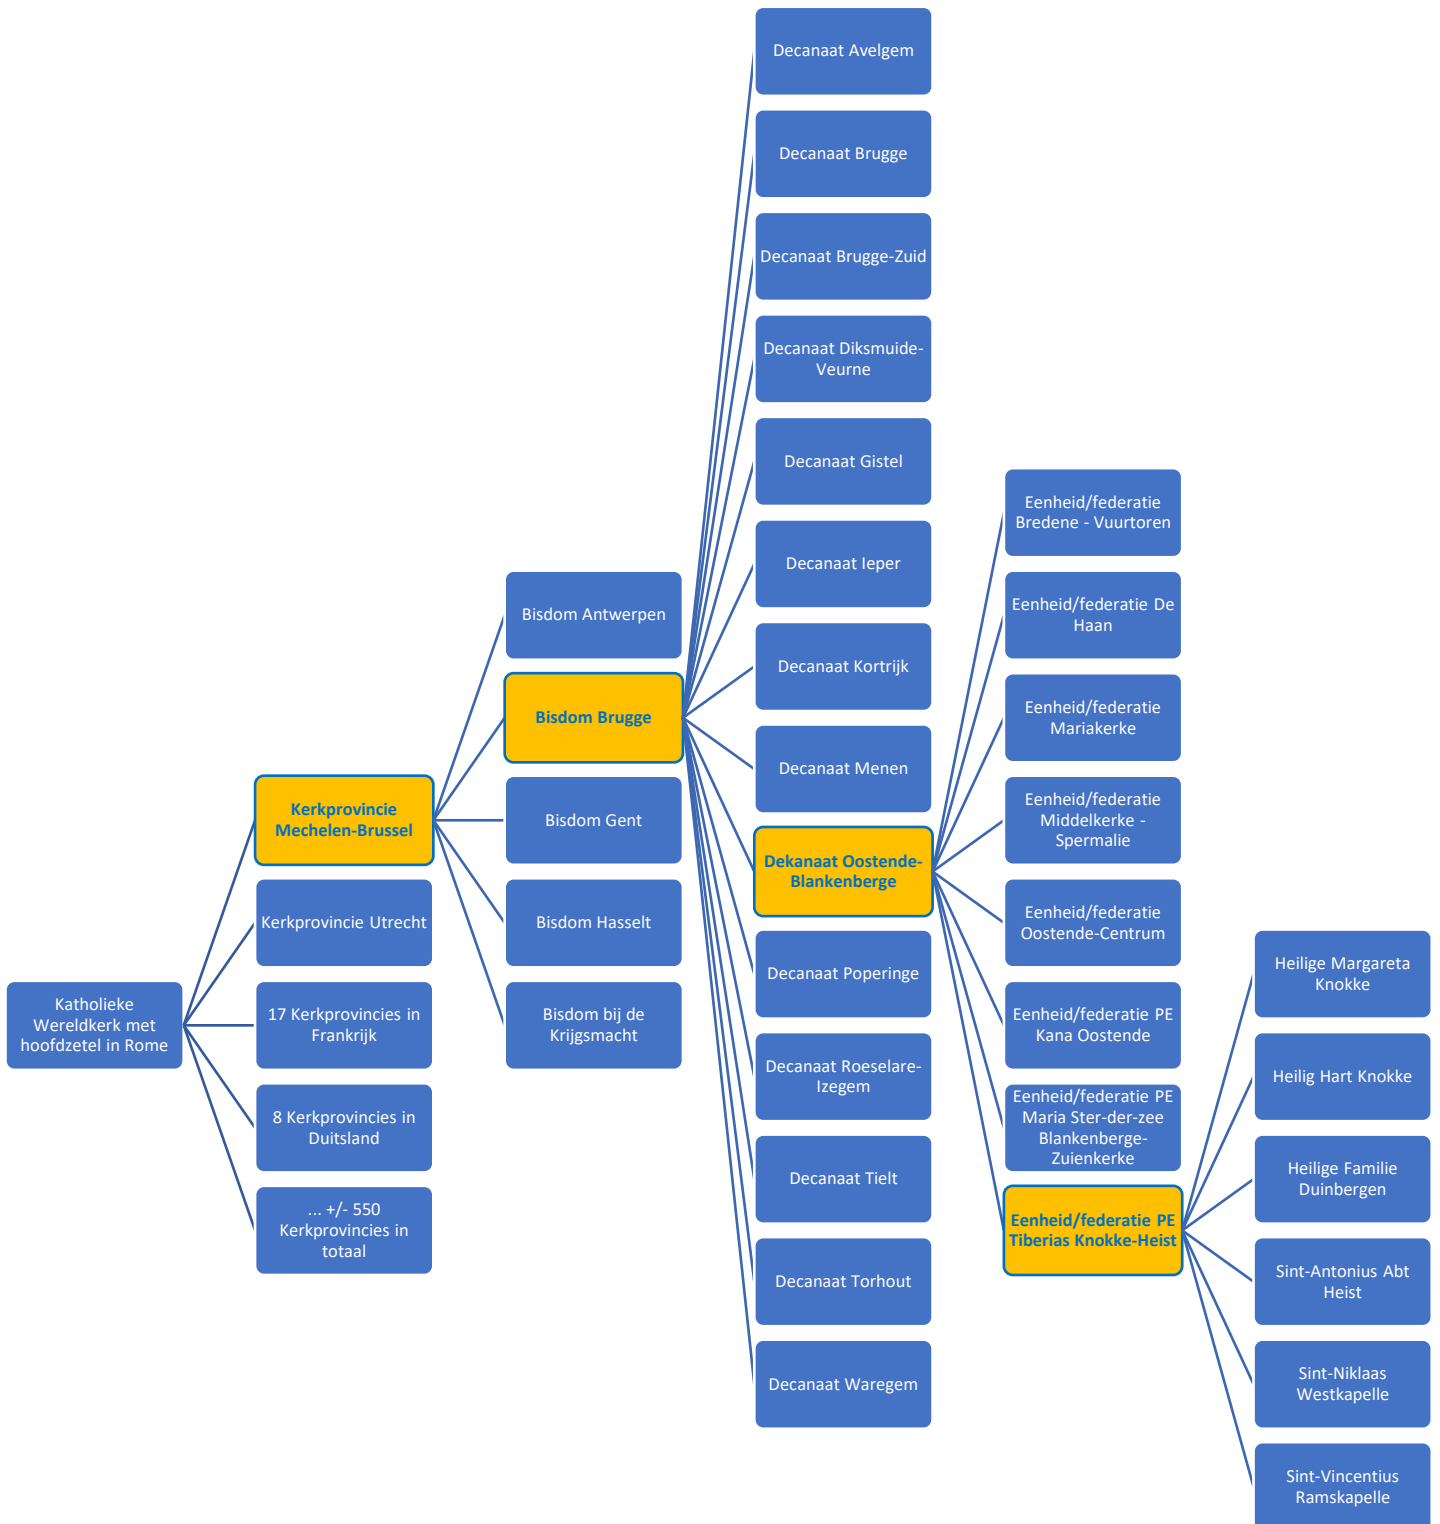 Katholieke
Wereldkerk met
hoofdzetel in Rome
Kerkprovincie
Mechelen-Brussel
Kerkprovincie Utrecht
17 Kerkprovincies in
Frankrijk
8 Kerkprovincies in
Duitsland
... +/- 550
Kerkprovincies in
totaal
Bisdom Antwerpen
Bisdom Brugge
Bisdom Gent
Bisdom Hasselt
Bisdom bij de
Krijgsmacht
Decanaat Avelgem
Decanaat Brugge
Decanaat Brugge-Zuid
Decanaat Diksmuide-
Veurne
Decanaat Gistel
Decanaat Ieper
Decanaat Kortrijk
Decanaat Menen
Dekanaat Oostende-
Blankenberge
Decanaat Poperinge
Decanaat Roeselare-
Izegem
Decanaat Tielt
Decanaat Torhout
Decanaat Waregem
Eenheid/federatie
Bredene - Vuurtoren
Eenheid/federatie De
Haan
Eenheid/federatie
Mariakerke
Eenheid/federatie
Middelkerke -
Spermalie
Eenheid/federatie
Oostende-Centrum
Eenheid/federatie PE
Kana Oostende
Eenheid/federatie PE
Maria Ster-der-zee
Blankenberge-
Zuienkerke
Eenheid/federatie PE
Tiberias Knokke-Heist
Heilige Margareta
Knokke
Heilig Hart Knokke
Heilige Familie
Duinbergen
Sint-Antonius Abt
Heist
Sint-Niklaas
Westkapelle
Sint-Vincentius
Ramskapelle